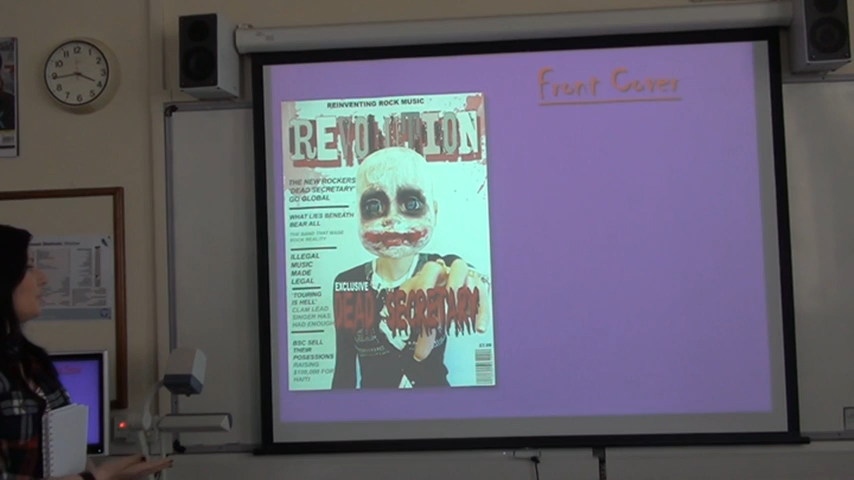 Front Cover
REINVENTING ROCK MUSIC
REVOLUTION
THE NEW ROCKERS
'DEAD SECRETARY'
GO GLOBAL
WHAT LIES BENEATH
BEAR ALL
THE BAND THAT MADE
ROCK REALITY
ILLEGAL
MUSIC
MADE
LEGAL
'TOURING
IS HELL'
CLAM LEAD
SINGER HAS
HAD ENOUGH
BSC SELL
THEIR
POSESSIONS
RAISING
$100,000 FOR
HAITI
EXCLUSIVE
DEAD SECRETARY